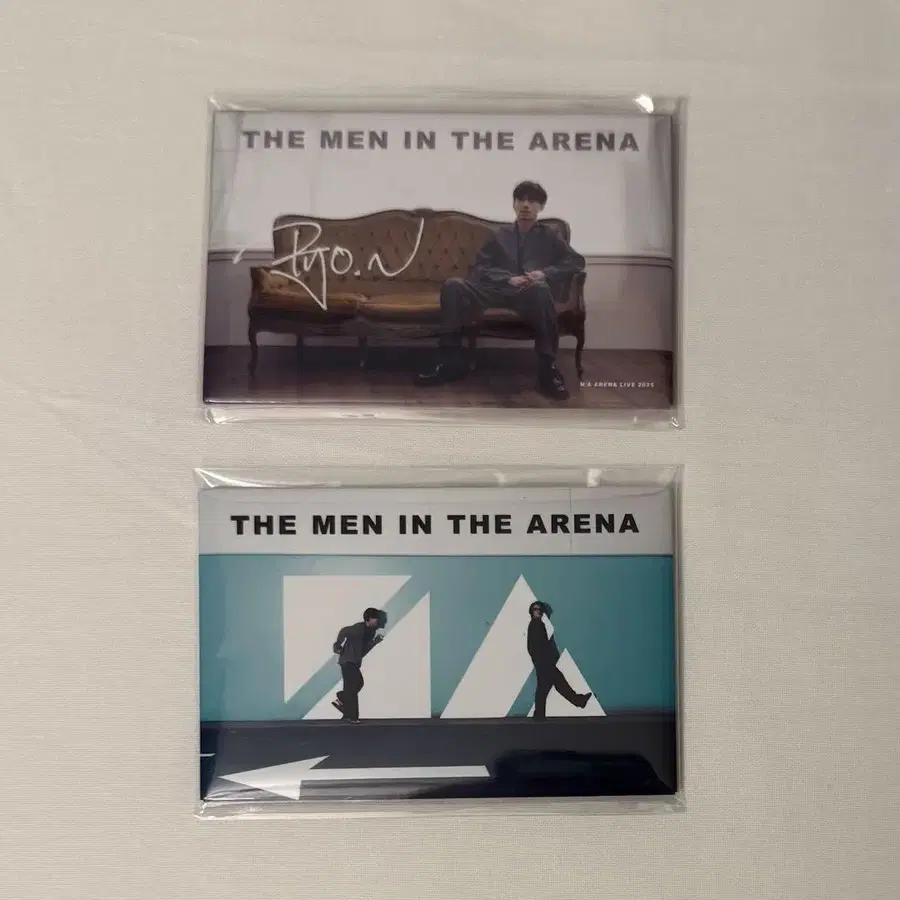 THE MEN IN THE ARENA
Ryo.N
N.A ARENA LIVE 2025
THE MEN IN THE ARENA